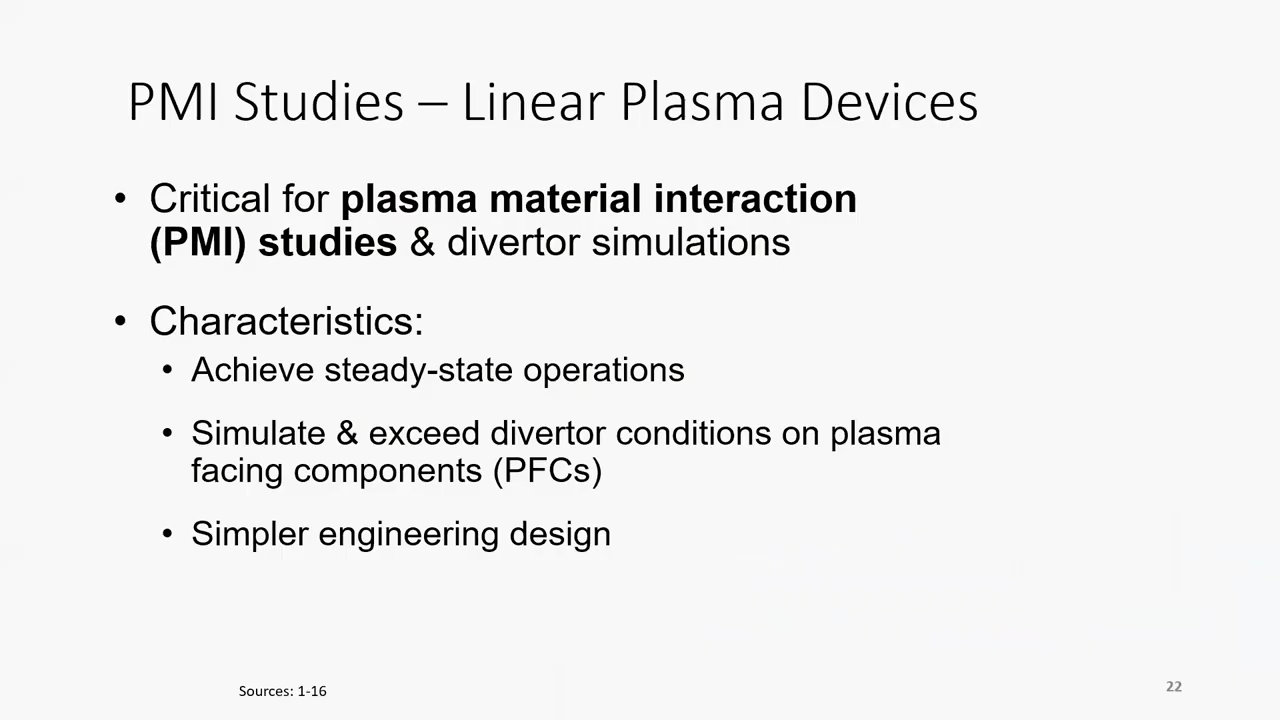 PMI Studies – Linear Plasma Devices
• Critical for plasma material interaction
(PMI) studies & divertor simulations
• Characteristics:
• Achieve steady-state operations
• Simulate & exceed divertor conditions on plasma
facing components (PFCs)
• Simpler engineering design
Sources: 1-16
22